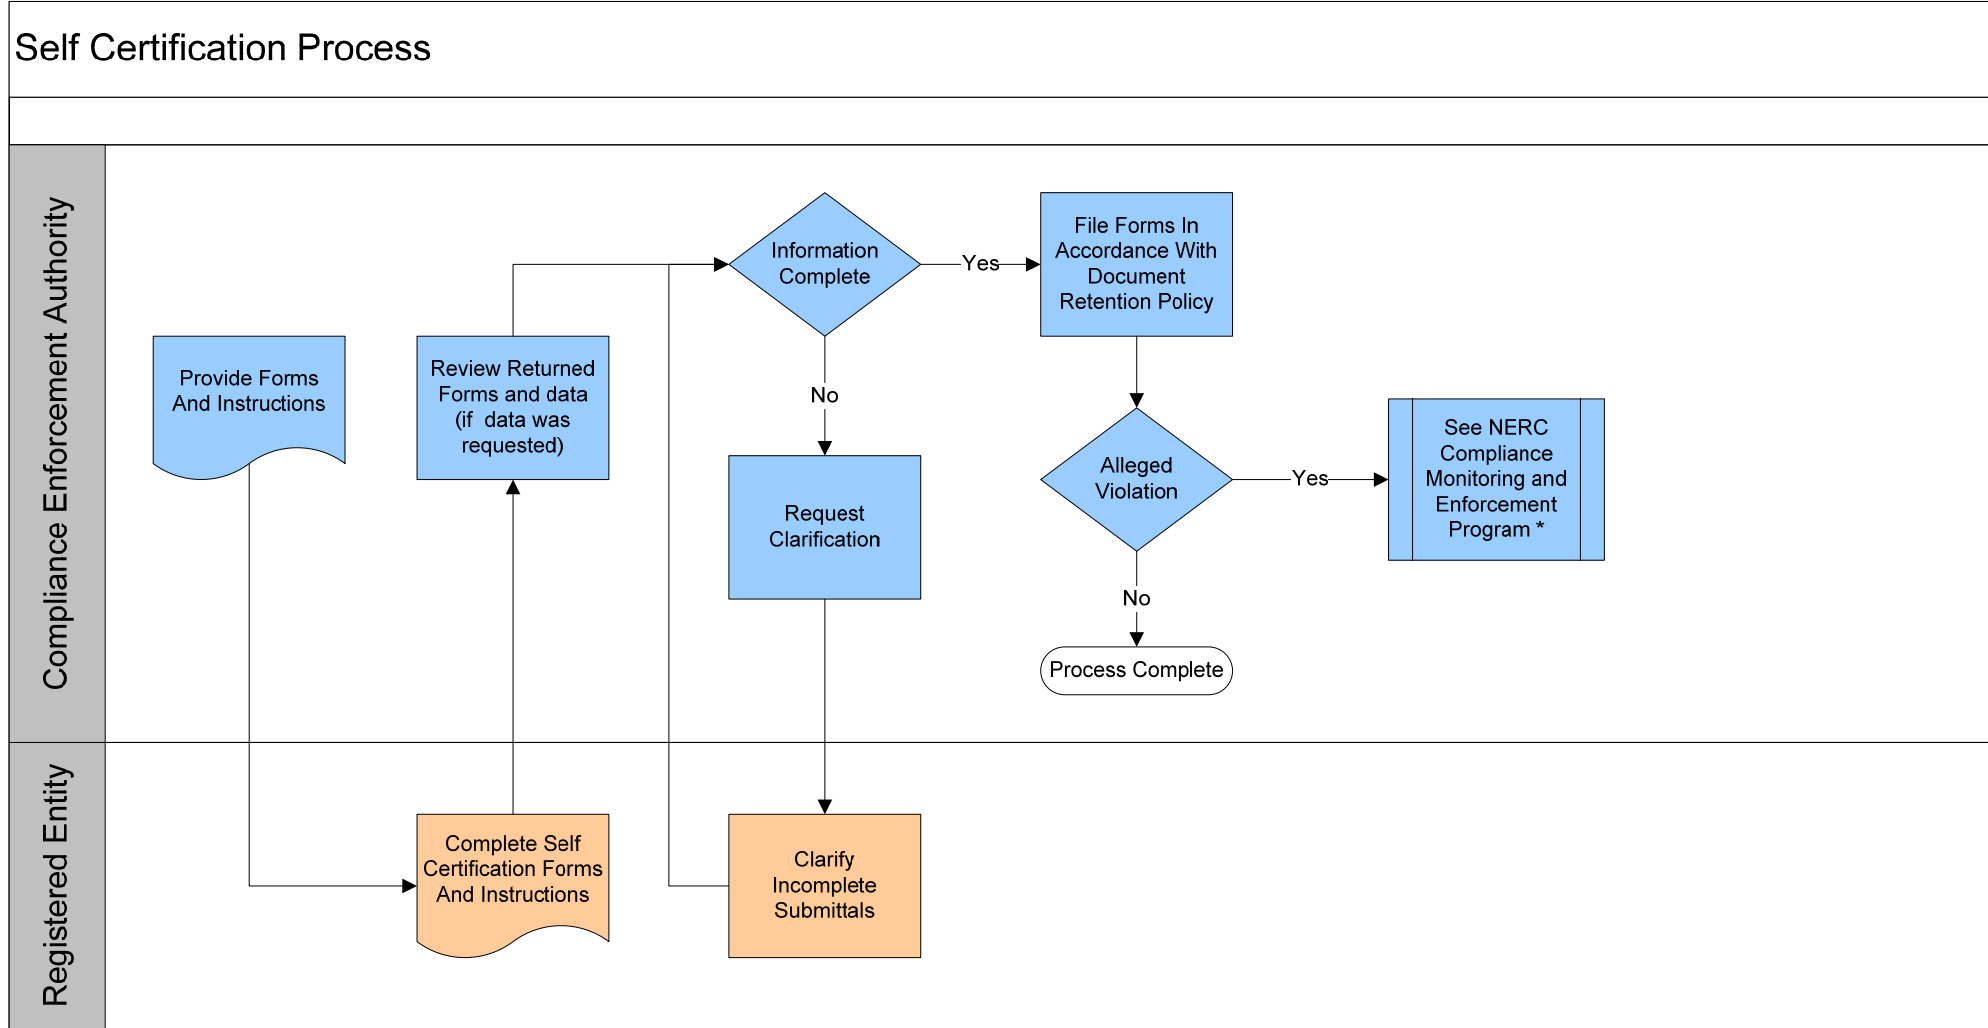 Self Certification Process
Compliance Enforcement Authority
Provide Forms
And Instructions
Review Returned
Forms and data
(if  data was
requested)
Information
Complete
Yes
No
Request
Clarification
File Forms In
Accordance With
Document
Retention Policy
Alleged
Violation
Yes
No
Process Complete
See NERC
Compliance
Monitoring and
Enforcement
Program *
Registered Entity
Complete Self
Certification Forms
And Instructions
Clarify
Incomplete
Submittals